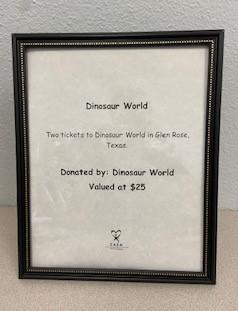 Dinosaur World
Two tickets to Dinosaur World in Glen Rose,
Texas.
Donated by: Dinosaur World
Valued at $25